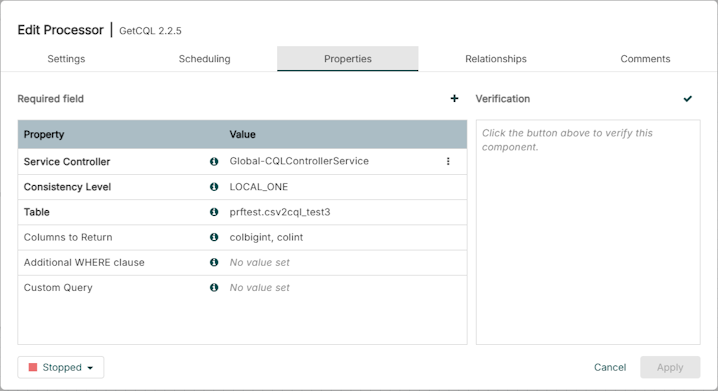 Edit Processor | GetCQL 2.2.5
Settings Scheduling Properties Relationships Comments
Required field
Verification
Property Value
Service Controller Global-CQLControllerService
Consistency Level LOCAL_ONE
Table prftest.csv2cql_test3
Columns to Return colbigint, colint
Additional WHERE clause No value set
Custom Query No value set
Click the button above to verify this
component.
Stopped
Cancel Apply